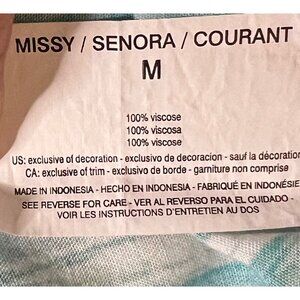 MISSY / SENORA / COURANT
M
100% viscose
100% viscosa
100% viscose
US: exclusive of decoration - exclusivo de decoracion - sauf la décoration
CA: exclusive of trim - exclusivo de borde - garniture non comprise
MADE IN INDONESIA - HECHO EN INDONESIA - FABRIQUÉ EN INDONÉSIE
SEE REVERSE FOR CARE - VER AL REVERSO PARA EL CUIDADO -
VOIR LES INSTRUCTIONS D'ENTRETIEN AU DOS